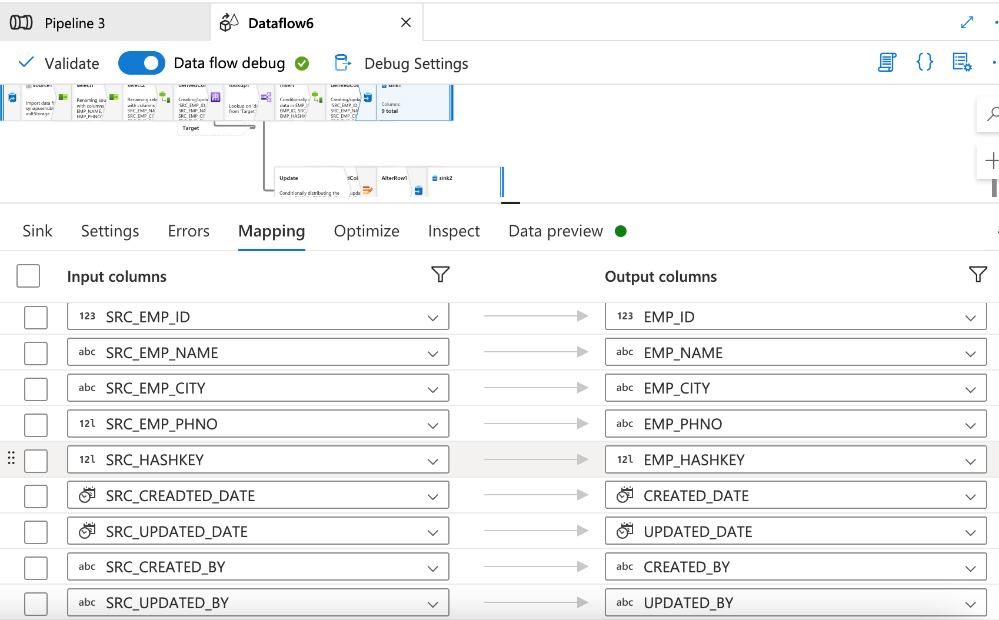 Pipeline 3
Dataflow6
Validate
Data flow debug
Debug Settings
source1
select1
select2
derivedCol
lookup1
insert
derivedCol
sink1
Import data fr
synapseshubl
aultStorage
Renaming sou
with columns
EMP_NAME,
EMP_PHNO'
Renaming sele
with columns
SRC_EMP_NA
SRC_EMP_CI
Creating/upda
'SRC_EMP_ID,
SRC_EMP_NA
SRC_EMP_CI
Lookup on 'de
from 'Target'
Conditionally
data in EMP_I
EMP_ID, SRC
EMP_HASHK
Creating/upda
'SRC_EMP_ID,
SRC_EMP_NA
SRC_EMP_CI
Columns:
9 total
Target
Update
dCol
AlterRow1
sink2
Conditionally distributing the
upda
Sink Settings Errors Mapping Optimize Inspect Data preview
Input columns Output columns
123 SRC_EMP_ID 123 EMP_ID
abc SRC_EMP_NAME abc EMP_NAME
abc SRC_EMP_CITY abc EMP_CITY
12l SRC_EMP_PHNO abc EMP_PHNO
12l SRC_HASHKEY 12l EMP_HASHKEY
SRC_CREADTED_DATE CREATED_DATE
SRC_UPDATED_DATE UPDATED_DATE
abc SRC_CREATED_BY abc CREATED_BY
abc SRC_UPDATED_BY abc UPDATED_BY